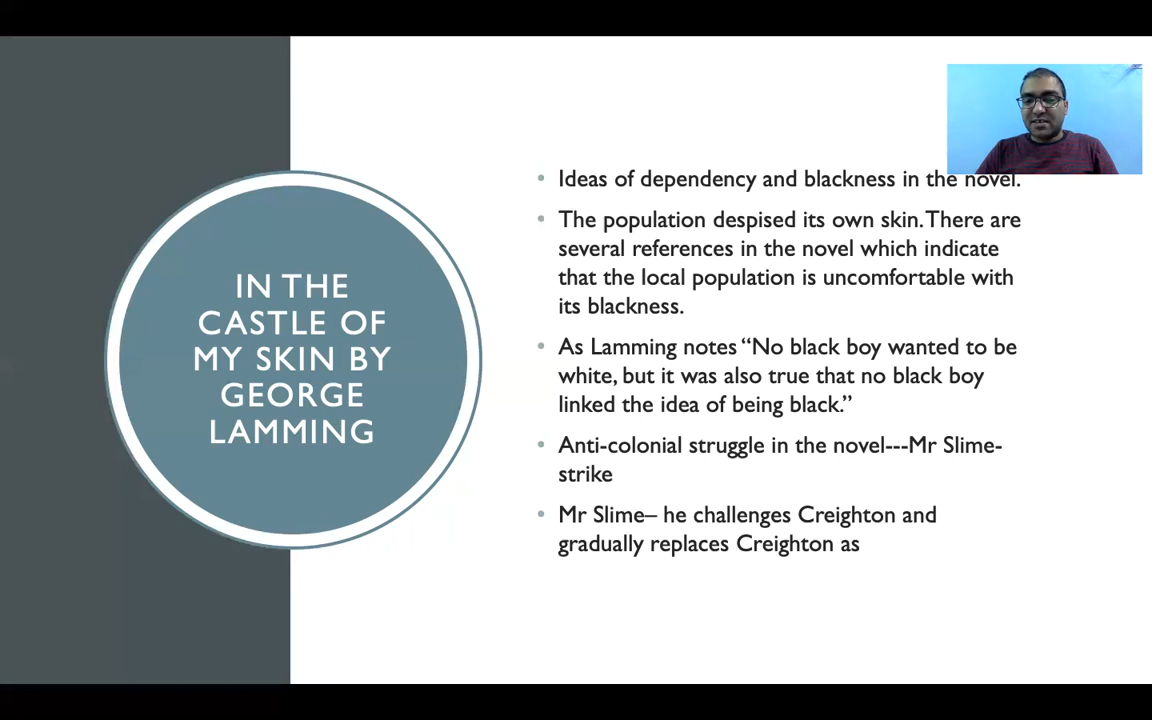 IN THE
CASTLE OF
MY SKIN BY
GEORGE
LAMMING
Ideas of dependency and blackness in the novel.
The population despised its own skin. There are
several references in the novel which indicate
that the local population is uncomfortable with
its blackness.
As Lamming notes “No black boy wanted to be
white, but it was also true that no black boy
linked the idea of being black.”
Anti-colonial struggle in the novel---Mr Slime-
strike
Mr Slime– he challenges Creighton and
gradually replaces Creighton as